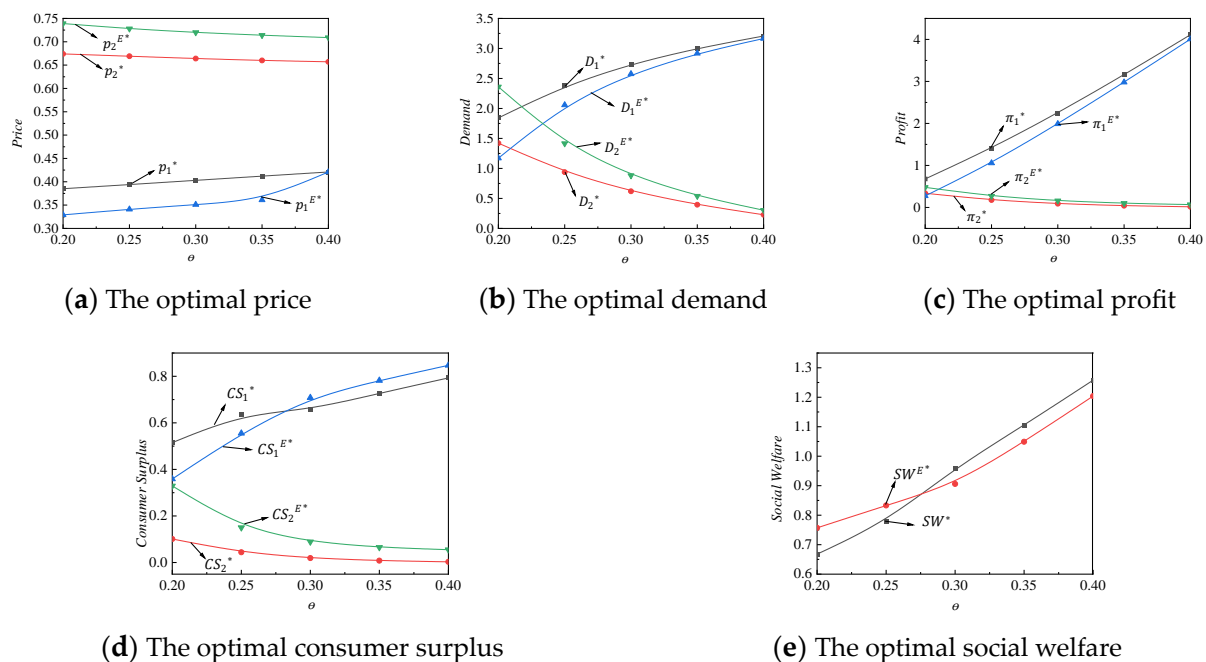 0.75
0.70
0.65
0.60
0.55
0.50
0.45
0.40
0.35
0.30
Price
p₂ᴱ*
p₂*
p₁*
p₁ᴱ*
0.20 0.25 0.30 0.35 0.40
θ
(a) The optimal price
3.5
3.0
2.5
2.0
1.5
1.0
0.5
0.0
Demand
D₁*
D₁ᴱ*
D₂ᴱ*
D₂*
0.20 0.25 0.30 0.35 0.40
θ
(b) The optimal demand
4
3
2
1
0
Profit
π₁*
π₁ᴱ*
π₂ᴱ*
π₂*
0.20 0.25 0.30 0.35 0.40
θ
(c) The optimal profit
0.8
0.6
0.4
0.2
0.0
Consumer Surplus
CS₁*
CS₁ᴱ*
CS₂ᴱ*
CS₂*
0.20 0.25 0.30 0.35 0.40
θ
(d) The optimal consumer surplus
1.3
1.2
1.1
1.0
0.9
0.8
0.7
0.6
Social Welfare
SWᴱ*
SW*
0.20 0.25 0.30 0.35 0.40
θ
(e) The optimal social welfare